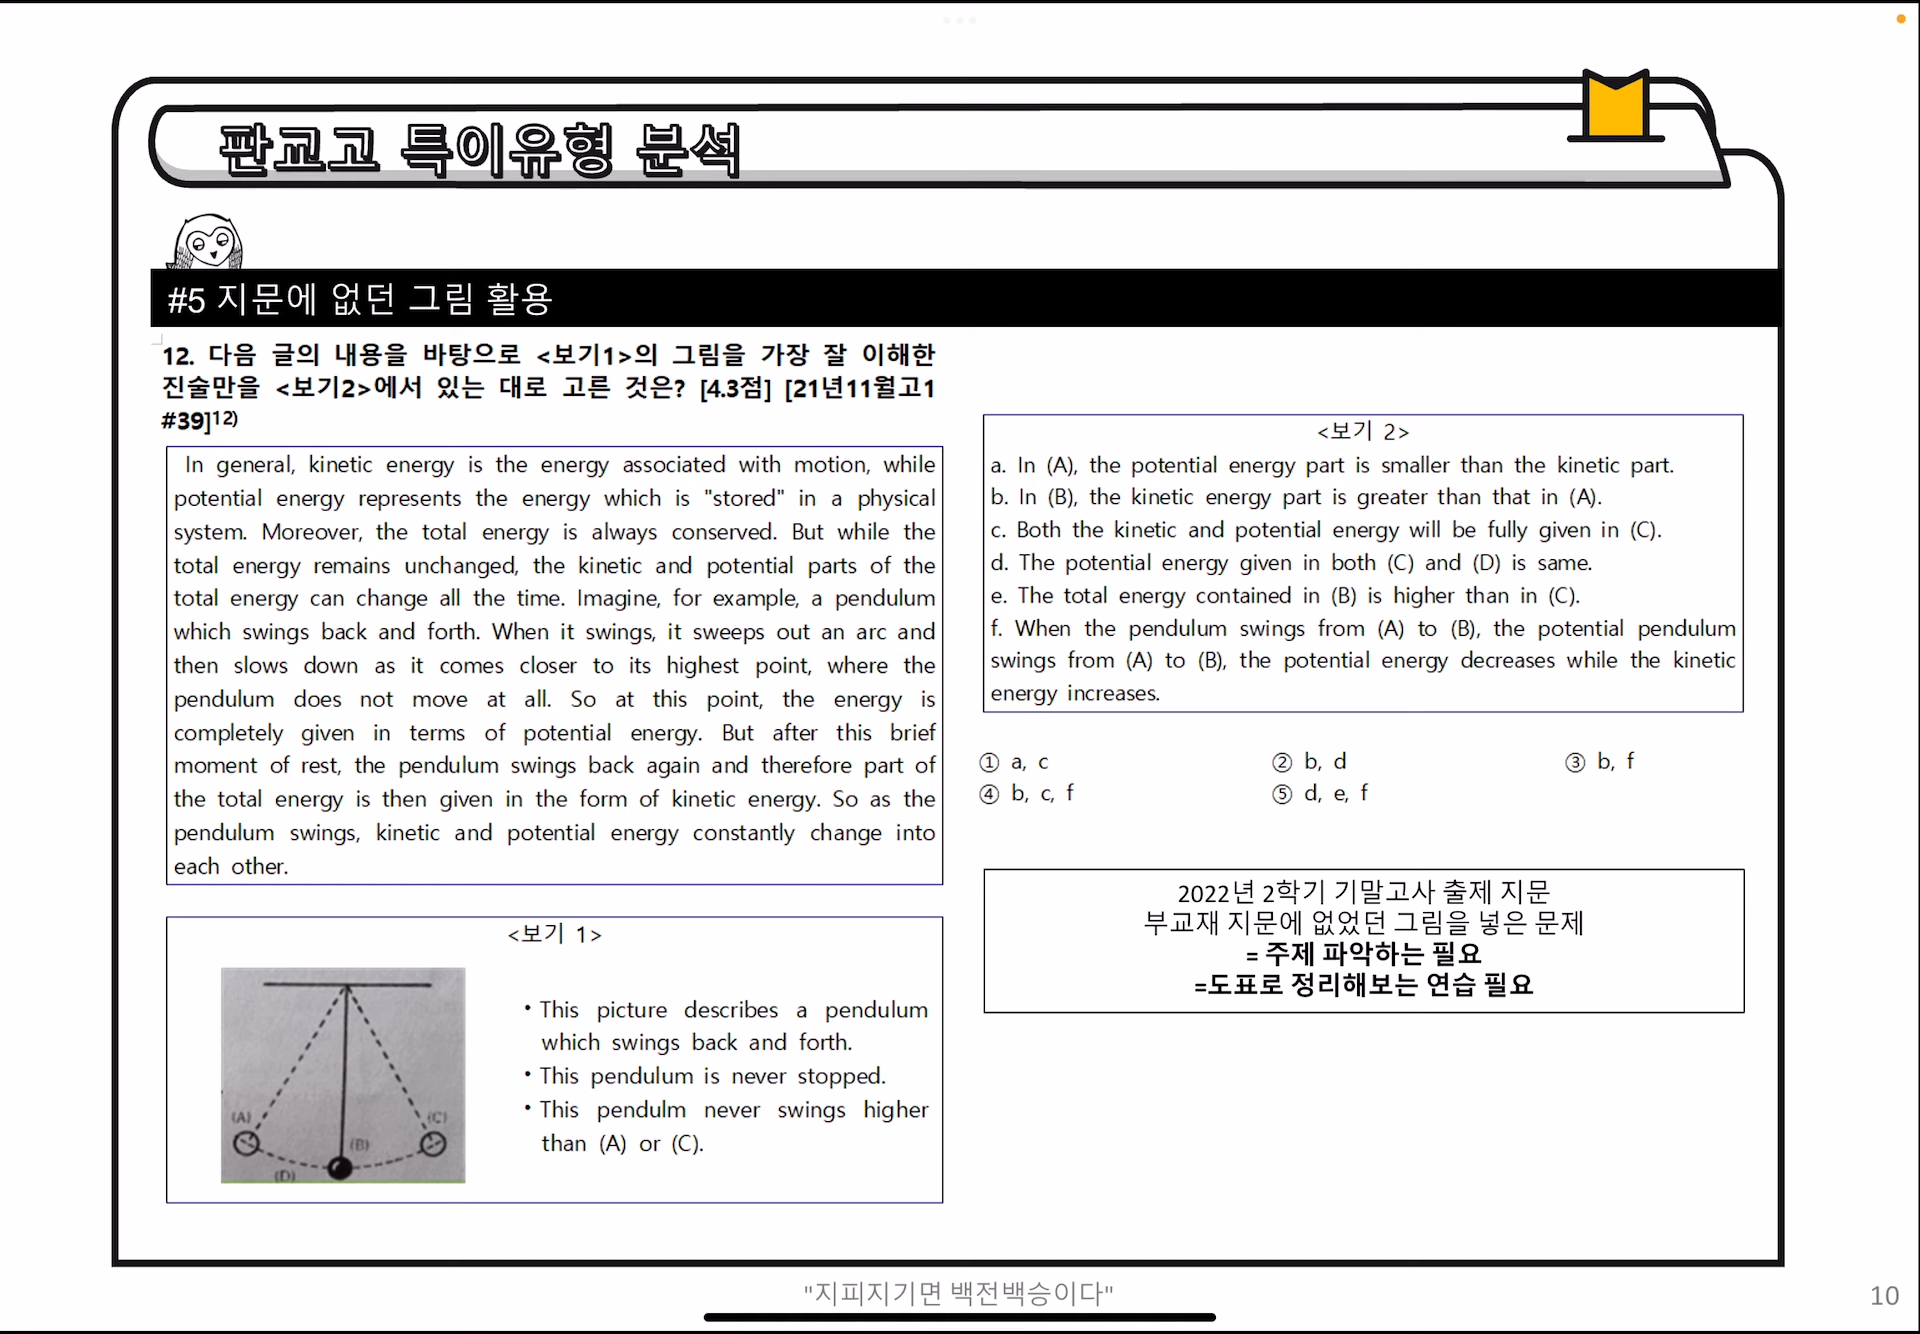 판교고 특이유형 분석
#5 지문에 없던 그림 활용
12. 다음 글의 내용을 바탕으로 <보기1>의 그림을 가장 잘 이해한
진술만을 <보기2>에서 있는 대로 고른 것은? [4.3점] [21년11월고1
#39]12)
In general, kinetic energy is the energy associated with motion, while
potential energy represents the energy which is "stored" in a physical
system. Moreover, the total energy is always conserved. But while the
total energy remains unchanged, the kinetic and potential parts of the
total energy can change all the time. Imagine, for example, a pendulum
which swings back and forth. When it swings, it sweeps out an arc and
then slows down as it comes closer to its highest point, where the
pendulum does not move at all. So at this point, the energy is
completely given in terms of potential energy. But after this brief
moment of rest, the pendulum swings back again and therefore part of
the total energy is then given in the form of kinetic energy. So as the
pendulum swings, kinetic and potential energy constantly change into
each other.
<보기 1>
(A)
(B)
(C)
(D)
• This picture describes a pendulum
which swings back and forth.
• This pendulum is never stopped.
• This pendulm never swings higher
than (A) or (C).
<보기 2>
a. In (A), the potential energy part is smaller than the kinetic part.
b. In (B), the kinetic energy part is greater than that in (A).
c. Both the kinetic and potential energy will be fully given in (C).
d. The potential energy given in both (C) and (D) is same.
e. The total energy contained in (B) is higher than in (C).
f. When the pendulum swings from (A) to (B), the potential pendulum
swings from (A) to (B), the potential energy decreases while the kinetic
energy increases.
① a, c ② b, d ③ b, f
④ b, c, f ⑤ d, e, f
2022년 2학기 기말고사 출제 지문
부교재 지문에 없었던 그림을 넣은 문제
= 주제 파악하는 필요
=도표로 정리해보는 연습 필요
"지피지기면 백전백승이다"
10